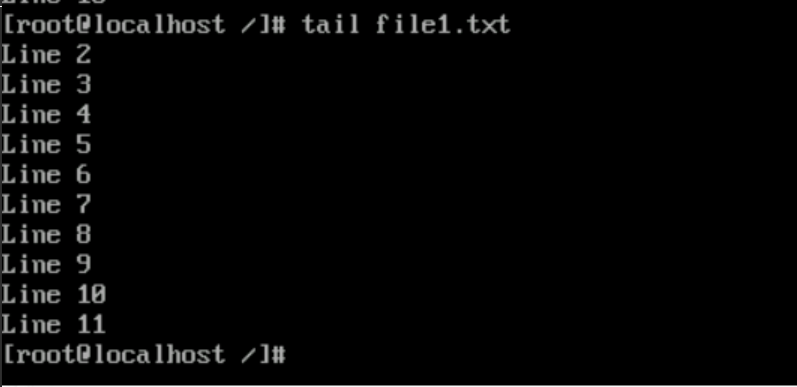 [root@localhost /]# tail file1.txt
Line 2
Line 3
Line 4
Line 5
Line 6
Line 7
Line 8
Line 9
Line 10
Line 11
[root@localhost /]#